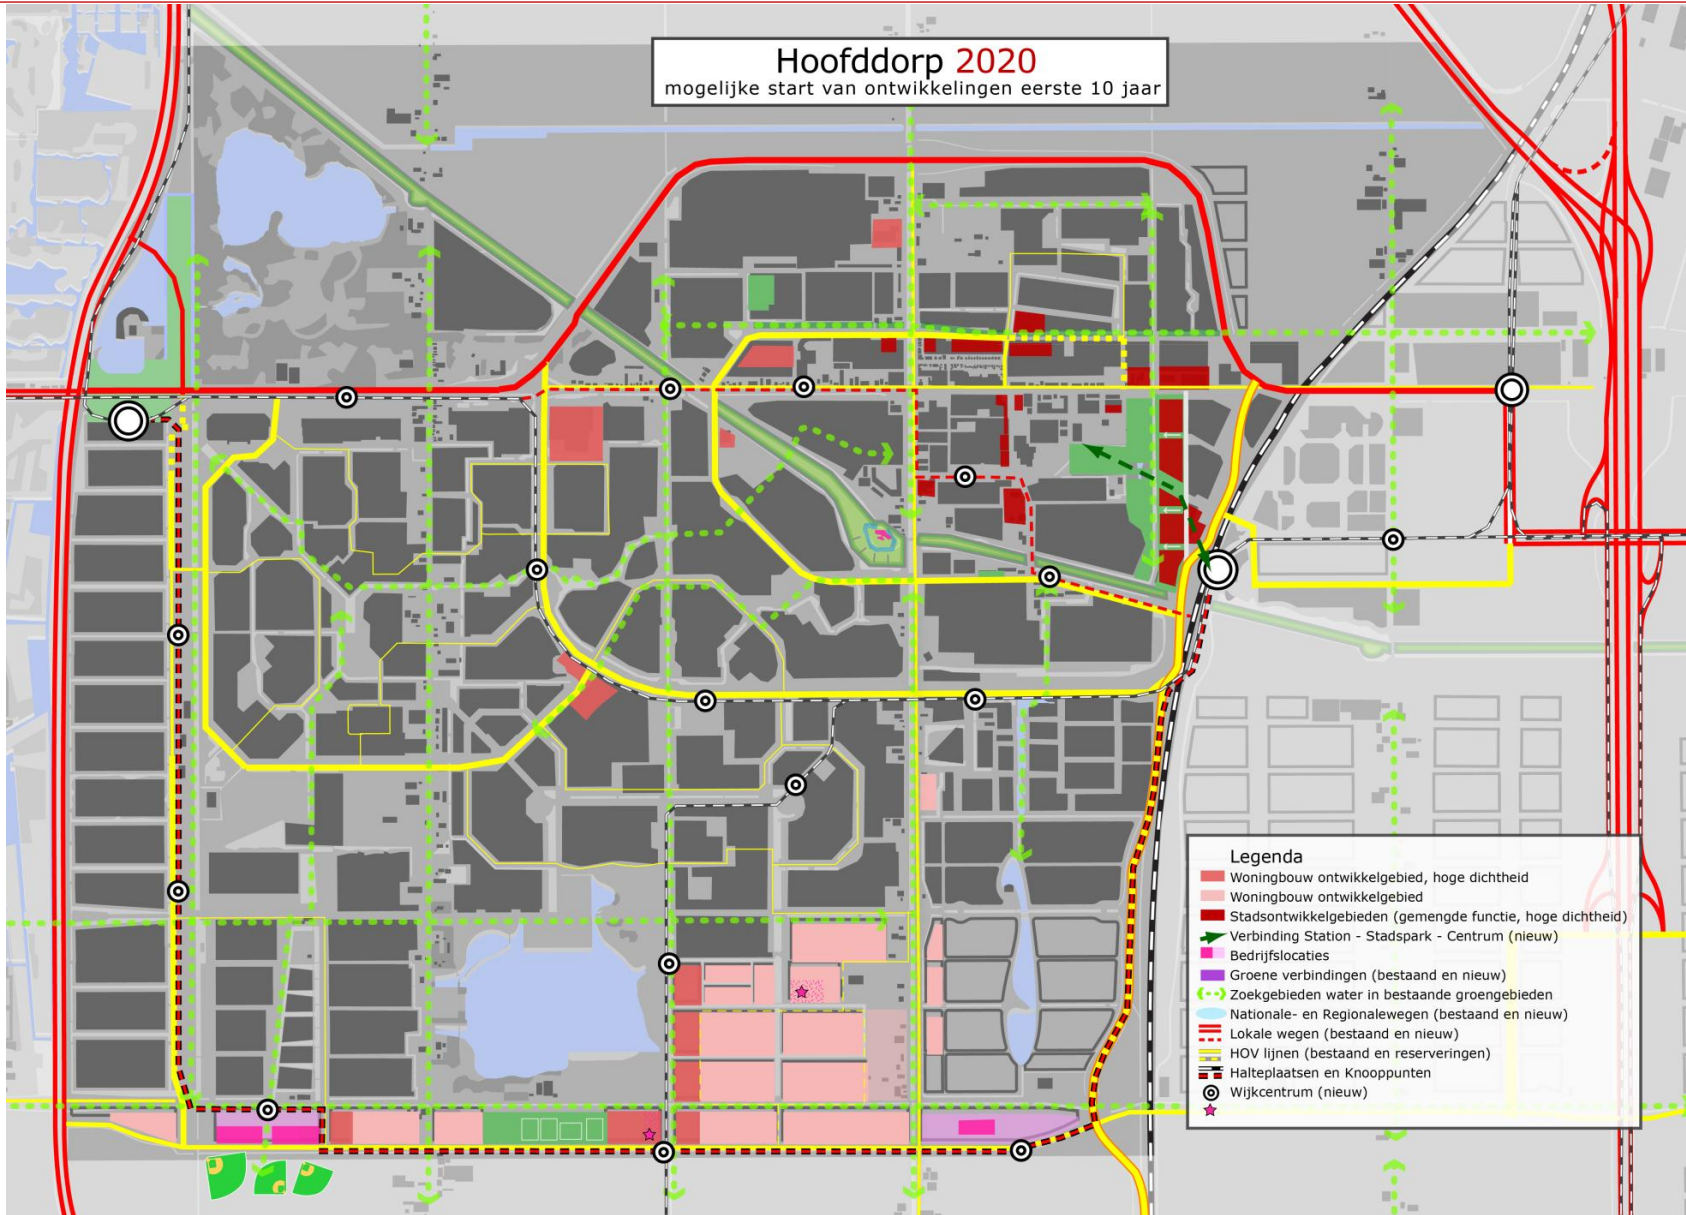 Hoofddorp 2020
mogelijke start van ontwikkelingen eerste 10 jaar
Legenda
Woningbouw ontwikkelgebied, hoge dichtheid
Woningbouw ontwikkelgebied
Stadsontwikkelgebieden (gemengde functie, hoge dichtheid)
Verbinding Station - Stadspark - Centrum (nieuw)
Bedrijfslocaties
Groene verbindingen (bestaand en nieuw)
Zoekgebieden water in bestaande groengebieden
Nationale- en Regionalewegen (bestaand en nieuw)
Lokale wegen (bestaand en nieuw)
HOV lijnen (bestaand en reserveringen)
Halteplaatsen en Knooppunten
Wijkcentrum (nieuw)